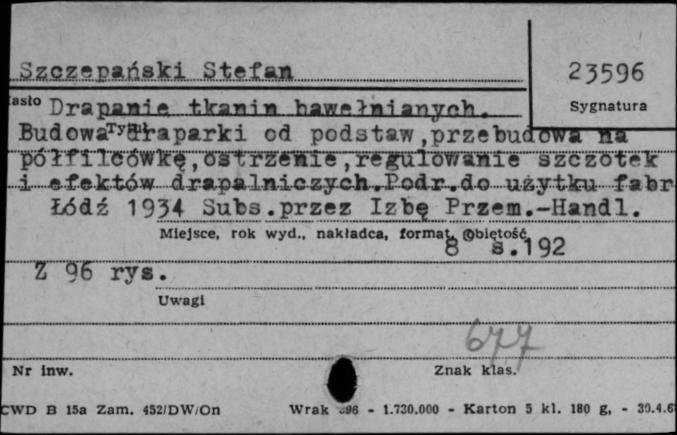 Szczepański Stefan
23596
Sygnatura
asło Drapanie tkanin bawełnianych.
Budowa Tyt. draparki od podstaw,przebudowa na
półfilcówkę,ostrzenie,regulowanie szczotek
i efektów drapalniczych.Podr.do użytku fabr
Łódź 1934 Subs.przez Izbę Przem.-Handl.
Miejsce, rok wyd., nakładca, format, objętość
8° s.192
Z 96 rys.
Uwagi
677
Nr inw.
Znak klas.
CWD B 15a Zam. 452/DW/On
Wrak 396 - 1.730.000 - Karton 5 kl. 180 g, - 30.4.6